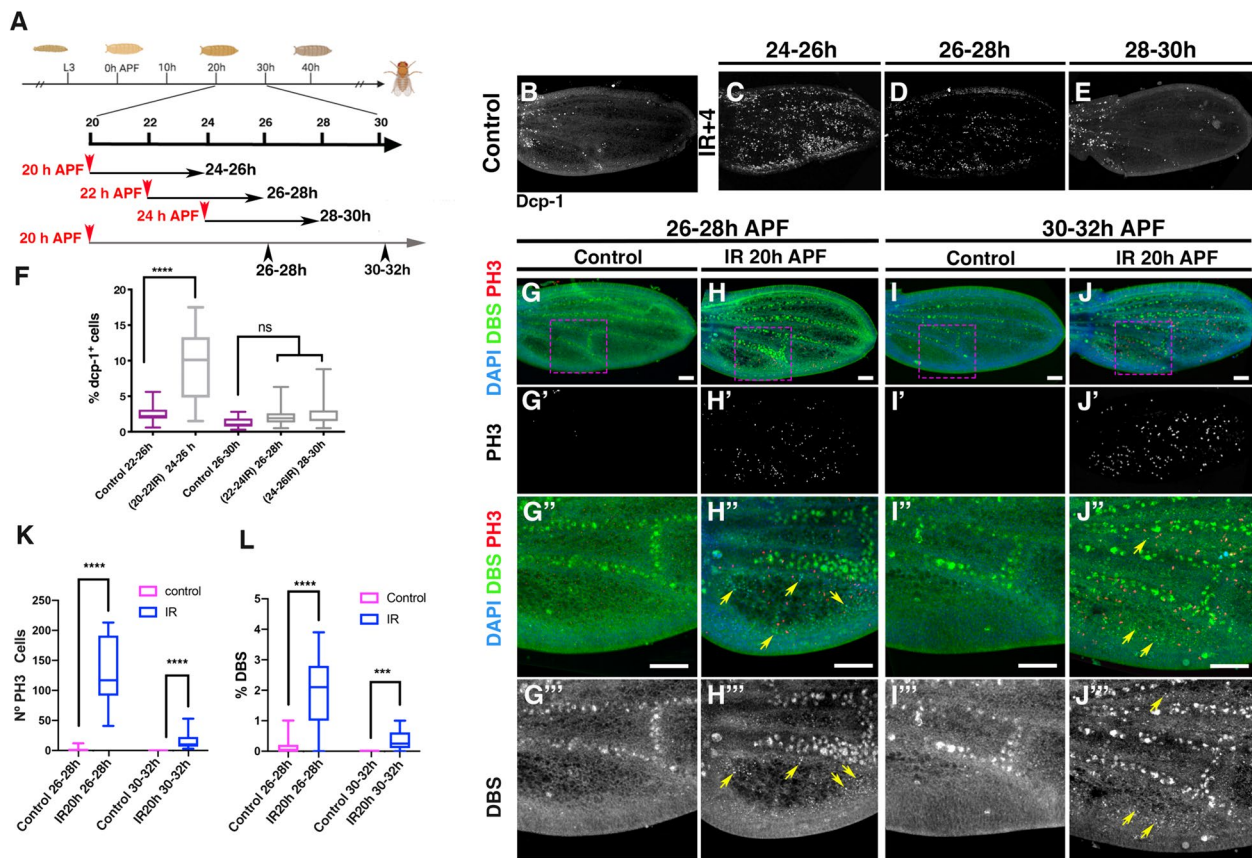 A
L3
0h APF
10h
20h
30h
40h
20
22
24
26
28
30
20 h APF
24-26h
22 h APF
26-28h
24 h APF
28-30h
20 h APF
26-28h
30-32h
24-26h
26-28h
28-30h
Control
B
IR+4
C
D
E
Dcp-1
F
****
ns
% dcp-1+ cells
20
15
10
5
0
Control 22-26h
(20-22IR) 24-26 h
Control 26-30h
(22-24IR) 26-28h
(24-26IR) 28-30h
26-28h APF
30-32h APF
Control
IR 20h APF
Control
IR 20h APF
DAPI DBS PH3
G
H
I
J
PH3
G'
H'
I'
J'
DAPI DBS PH3
G''
H''
I''
J''
DBS
G'''
H'''
I'''
J'''
K
****
control
IR
****
Nº PH3 Cells
250
200
150
100
50
0
Control 26-28h
IR20h 26-28h
Control 30-32h
IR20h 30-32h
L
****
Control
IR
***
% DBS
6
5
4
3
2
1
0
Control 26-28h
IR20h 26-28h
Control 30-32h
IR20h 30-32h